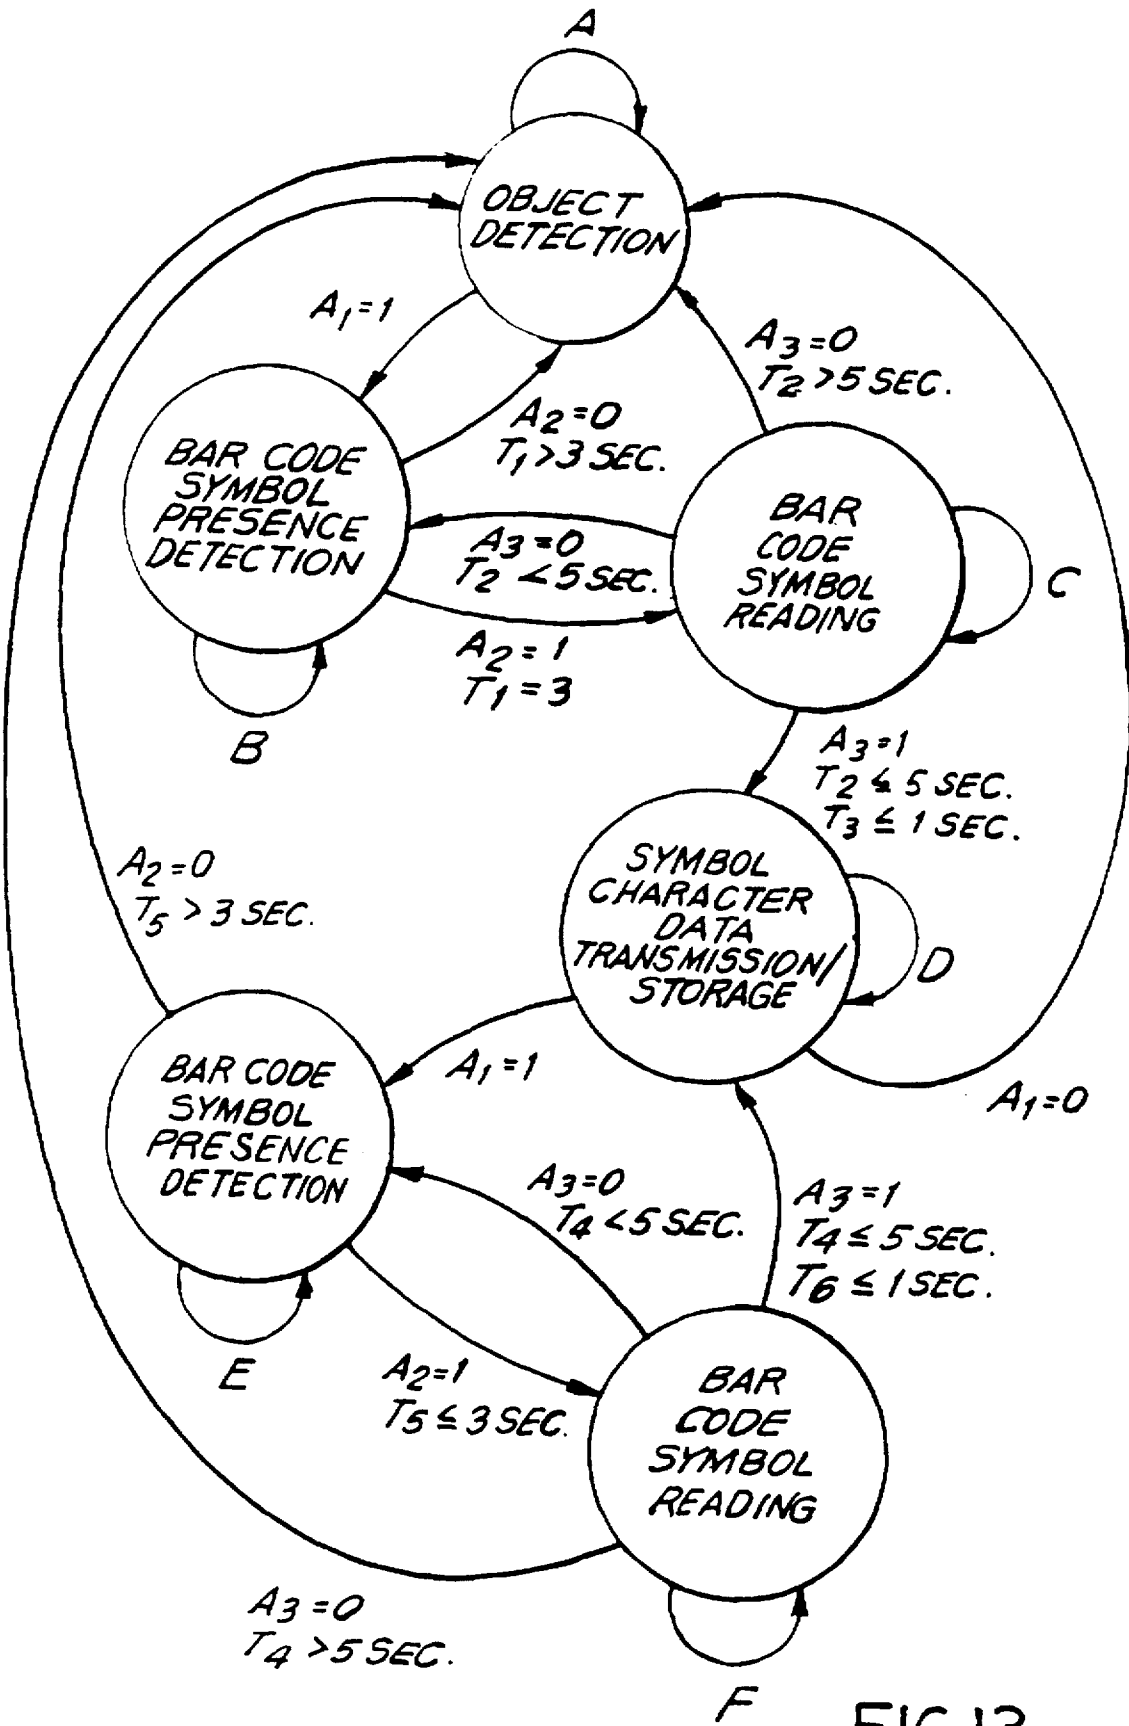 A
OBJECT
DETECTION
A1=1
A3=0
T2>5 SEC.
A2=0
T1>3 SEC.
BAR CODE
SYMBOL
PRESENCE
DETECTION
BAR
CODE
SYMBOL
READING
A3=0
T2<5 SEC.
C
A2=1
T1=3
B
A3=1
T2≤5 SEC.
T3≤1 SEC.
SYMBOL
CHARACTER
DATA
TRANSMISSION/
STORAGE
A2=0
T5>3 SEC.
D
A1=1
A1=0
BAR CODE
SYMBOL
PRESENCE
DETECTION
A3=0
T4<5 SEC.
A3=1
T4≤5 SEC.
T6≤1 SEC.
E
A2=1
T5≤3 SEC.
BAR
CODE
SYMBOL
READING
A3=0
T4>5 SEC.
F
FIG.13